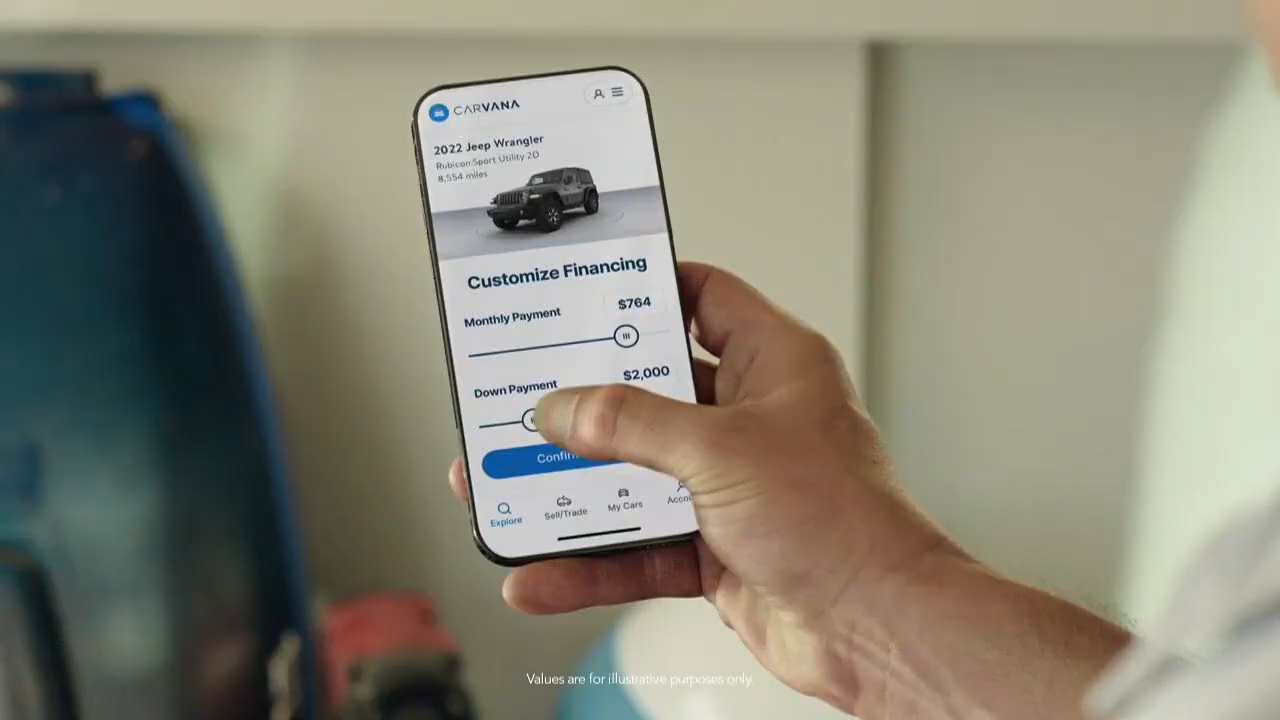 CARVANA
2022 Jeep Wrangler
Rubicon Sport Utility 2D
8,554 miles
Customize Financing
Monthly Payment
$764
Down Payment
$2,000
Confirm
Explore
Sell/Trade
My Cars
Values are for illustrative purposes only.